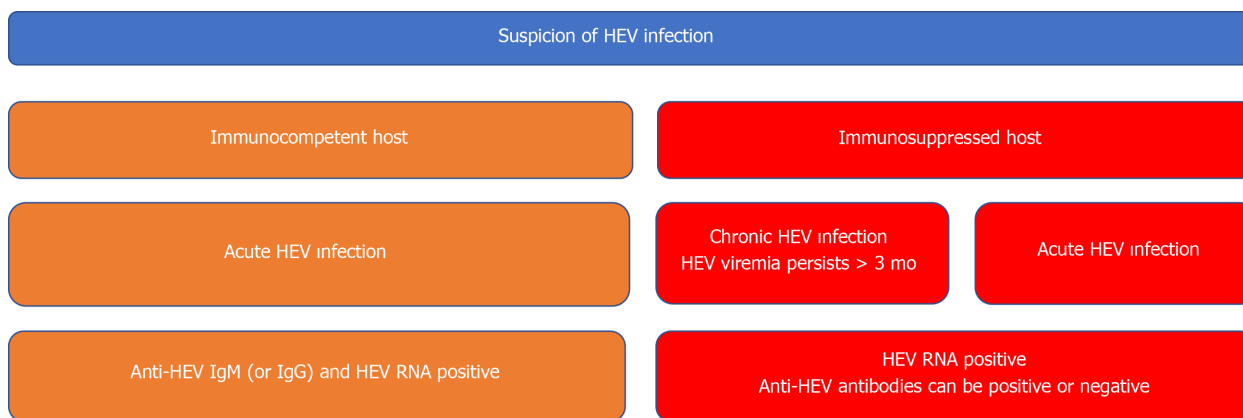 Suspicion of HEV infection
Immunocompetent host
Immunosuppressed host
Acute HEV ınfection
Chronic HEV ınfection
HEV viremia persists > 3 mo
Acute HEV ınfection
Anti-HEV IgM (or IgG) and HEV RNA positive
HEV RNA positive
Anti-HEV antibodies can be positive or negative